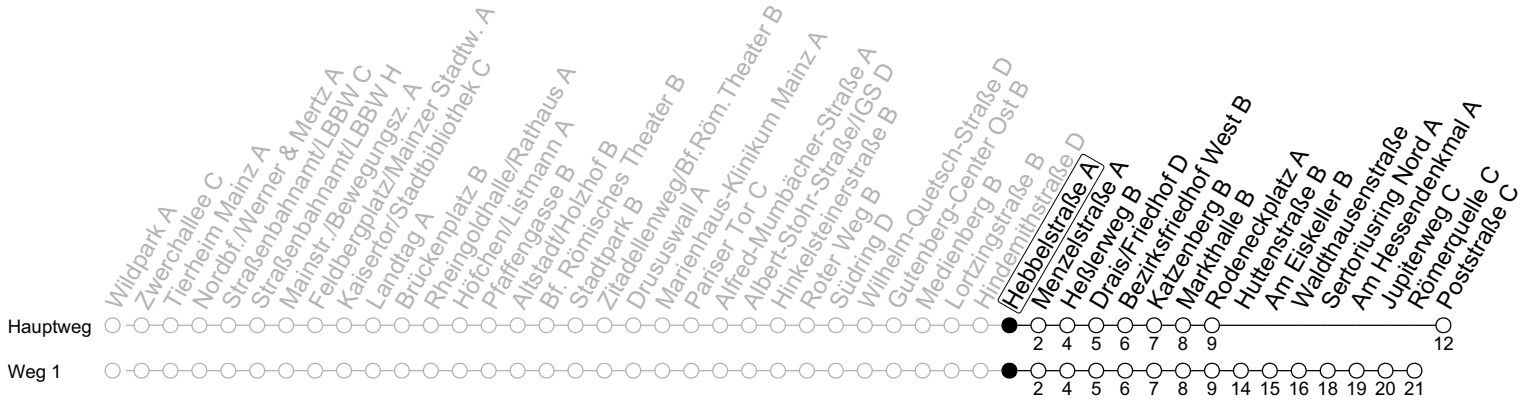 Wildpark A
Zwerchallee C
Tierheim Mainz A
Nordbf./Werner & Mertz A
Straßenbahnamt/LBBW C
Straßenbahnamt/LBBW H
Mainstr./Bewegungsz. A
Feldbergplatz/Mainzer Stadtw. A
Kaisertor/Stadtbibliothek C
Landtag A
Brückenplatz B
Rheingoldhalle/Rathaus A
Höfchen/Listmann A
Pfaffengasse B
Altstadt/Holzhof B
Bf. Römisches Theater B
Stadtpark B
Zitadellenweg/Bf.Röm.Theater B
Drususwall A
Marienhaus-Klinikum Mainz A
Pariser Tor C
Alfred-Mumbächer-Straße A
Albert-Stohr-Straße/IGS D
Hinkelsteinerstraße B
Roter Weg B
Südring D
Wilhelm-Quetsch-Straße D
Gutenberg-Center Ost B
Medienberg B
Lortzingstraße B
Hindemithstraße D
Hebbelstraße A
Menzelstraße A
Heißenweg B
Drais/Friedhof D
Bezirksfriedhof West B
Katzenberg B
Markthalle B
Rodeneckplatz A
Huttenstraße B
Am Eiskeller B
Waldthausenstraße
Sertoriusring Nord A
Am Hessendenkmal A
Jupiterweg C
Römerquelle C
Poststraße C
Hauptweg
2 4 5 6 7 8 9 12
Weg 1
2 4 5 6 7 8 9 14 15 16 18 19 20 21